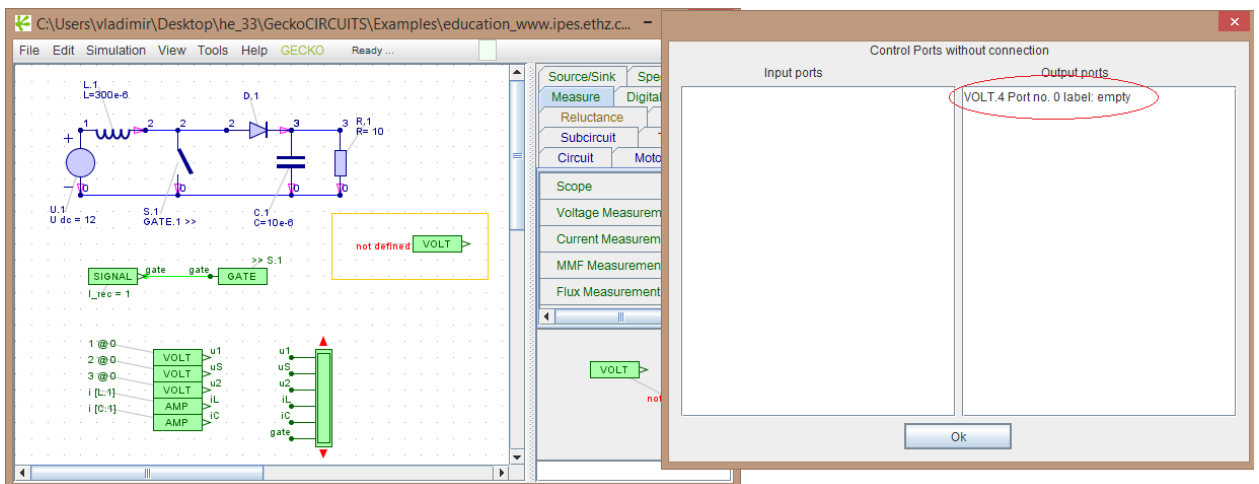 C:\Users\vladimir\Desktop\he_33\GeckoCIRCUITS\Examples\education_www.ipes.ethz.c...
File Edit Simulation View Tools Help GECKO Ready ...
L.1
L=300e-6
D.1
1 2 2 2 3 3
R.1
R= 10
+
–
0 0 0 0
U.1
U dc = 12
S.1
GATE.1 >>
C.1
C=10e-6
not defined VOLT
>> S.1
SIGNAL gate gate GATE
I_rec = 1
1 @ 0 VOLT u1 u1
2 @ 0 VOLT uS uS
3 @ 0 VOLT u2 u2
i [L.1] AMP iL iL
i [C.1] AMP iC iC
gate
Source/Sink Spe
Measure Digital
Reluctance
Subcircuit
Circuit Moto
Scope
Voltage Measurem
Current Measurem
MMF Measuremen
Flux Measurement
VOLT
not
Control Ports without connection
Input ports Output ports
VOLT.4 Port no. 0 label: empty
Ok